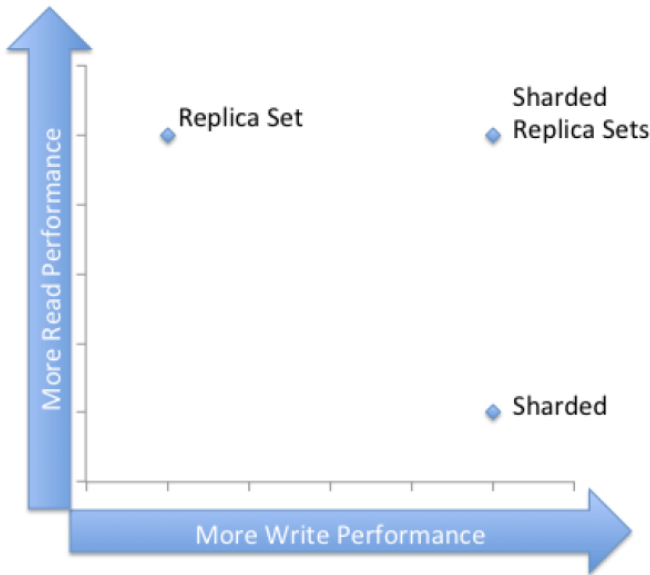 More Read Performance
Replica Set
Sharded
Replica Sets
Sharded
More Write Performance